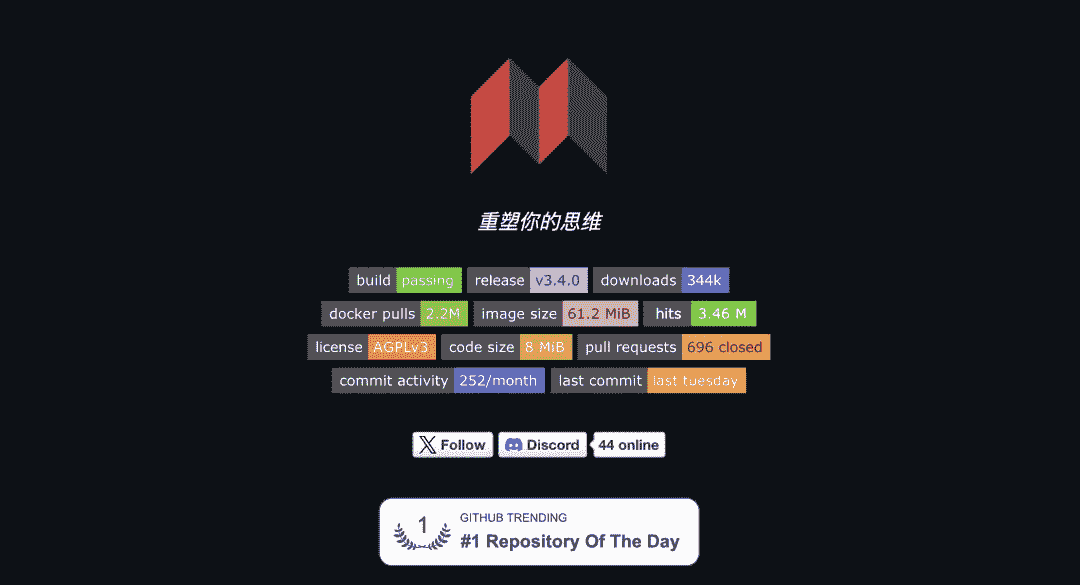 重塑你的思维
build passing release v3.4.0 downloads 344k
docker pulls 2.2M image size 61.2 MiB hits 3.46 M
license AGPLv3 code size 8 MiB pull requests 696 closed
commit activity 252/month last commit last tuesday
X Follow Discord 44 online
1 GITHUB TRENDING
#1 Repository Of The Day